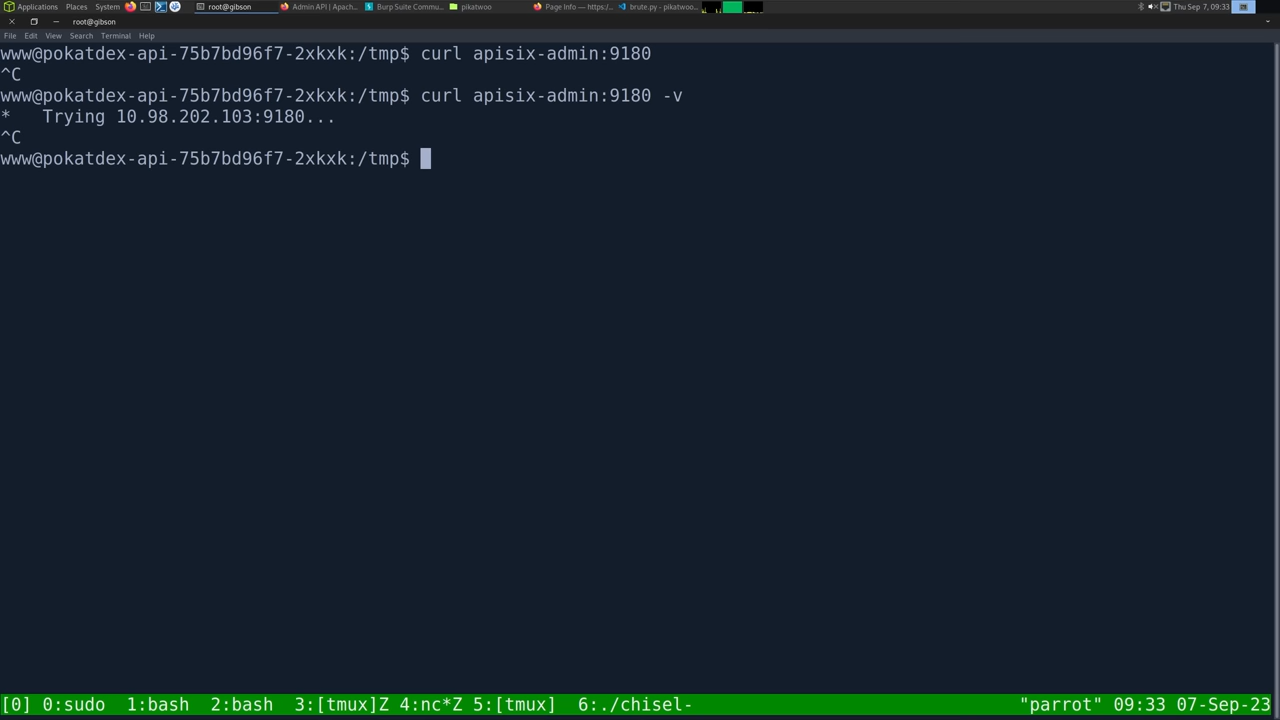 Applications Places System root@gibson Admin API | Apach... Burp Suite Commu... pikatwoo Page Info — https:/... brute.py - pikatwoo... Thu Sep 7, 09:33
root@gibson
File Edit View Search Terminal Help
www@pokatdex-api-75b7bd96f7-2xkxk:/tmp$ curl apisix-admin:9180
^C
www@pokatdex-api-75b7bd96f7-2xkxk:/tmp$ curl apisix-admin:9180 -v
*   Trying 10.98.202.103:9180...
^C
www@pokatdex-api-75b7bd96f7-2xkxk:/tmp$
[0] 0:sudo  1:bash  2:bash  3:[tmux]Z 4:nc*Z 5:[tmux]  6:./chisel- "parrot" 09:33 07-Sep-23